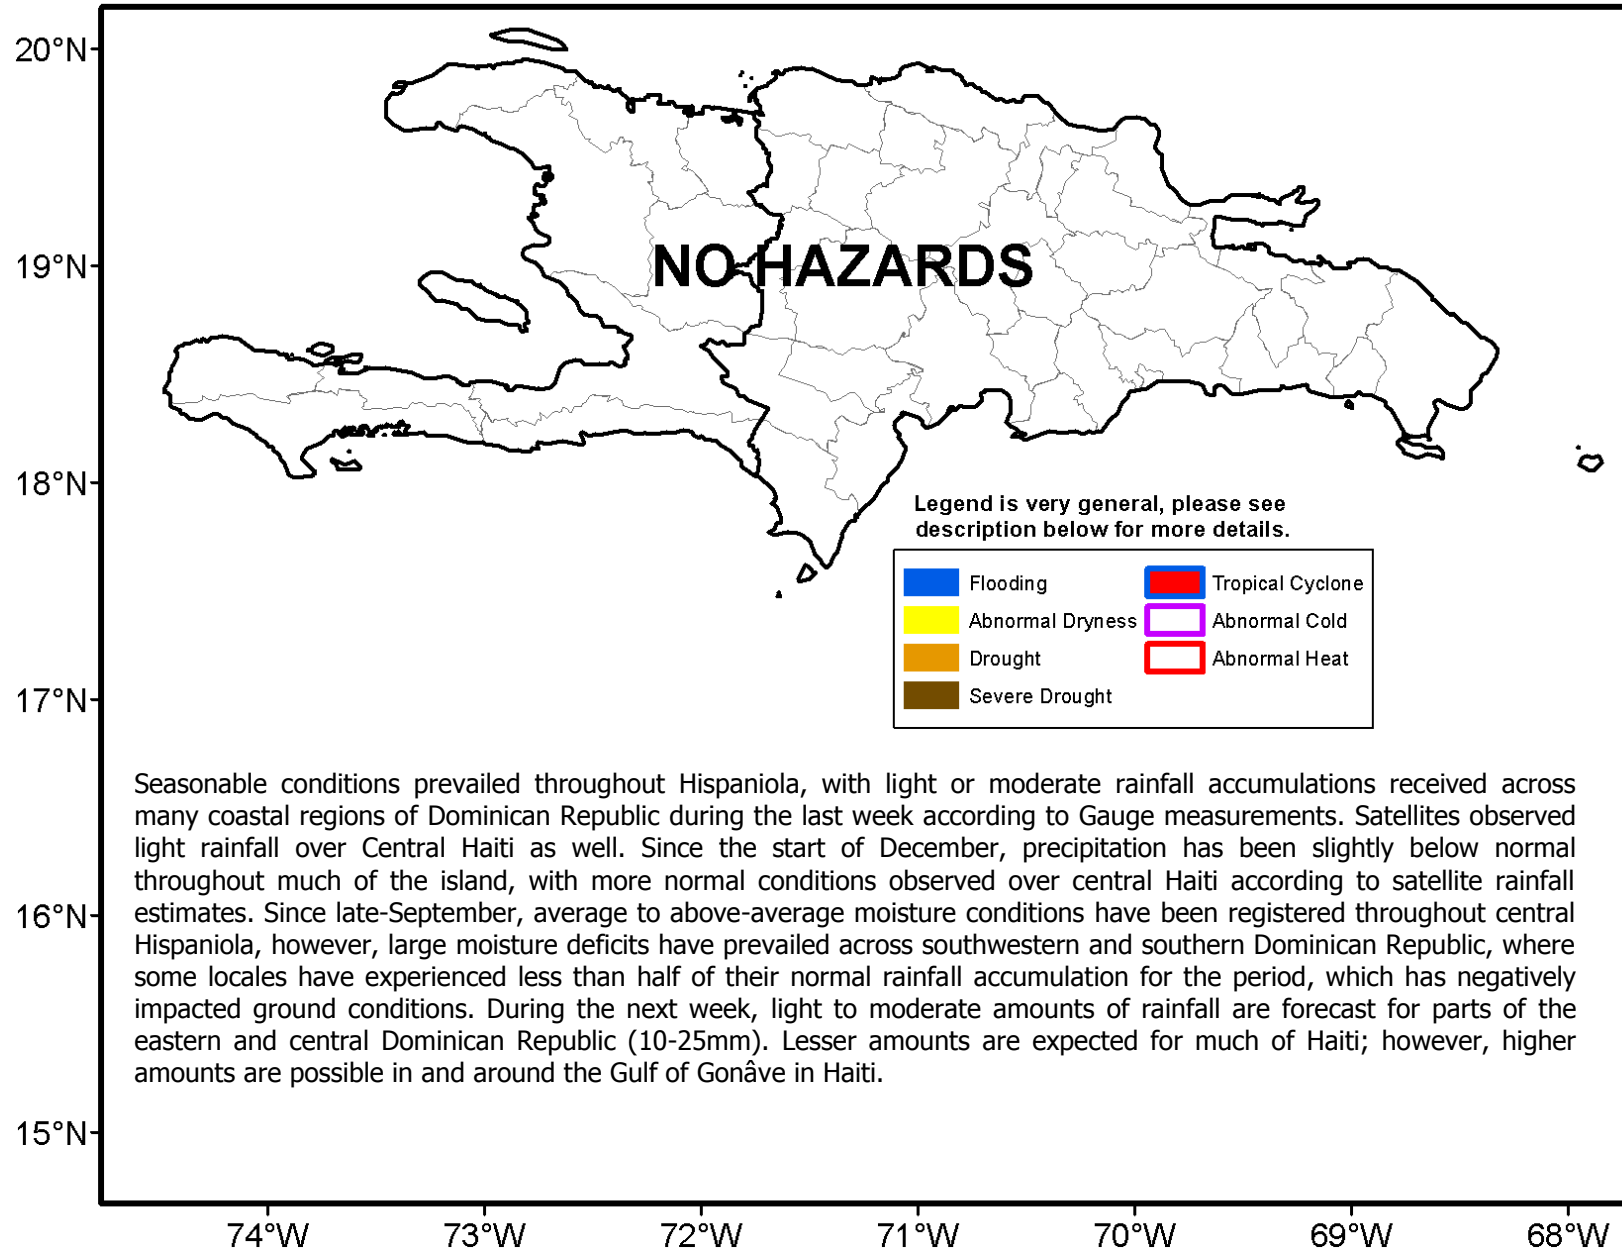 20°N
19°N
18°N
17°N
16°N
15°N
NO HAZARDS
Legend is very general, please see
description below for more details.
Flooding
Tropical Cyclone
Abnormal Dryness
Abnormal Cold
Drought
Abnormal Heat
Severe Drought
Seasonable conditions prevailed throughout Hispaniola, with light or moderate rainfall accumulations received across
many coastal regions of Dominican Republic during the last week according to Gauge measurements. Satellites observed
light rainfall over Central Haiti as well. Since the start of December, precipitation has been slightly below normal
throughout much of the island, with more normal conditions observed over central Haiti according to satellite rainfall
estimates. Since late-September, average to above-average moisture conditions have been registered throughout central
Hispaniola, however, large moisture deficits have prevailed across southwestern and southern Dominican Republic, where
some locales have experienced less than half of their normal rainfall accumulation for the period, which has negatively
impacted ground conditions. During the next week, light to moderate amounts of rainfall are forecast for parts of the
eastern and central Dominican Republic (10-25mm). Lesser amounts are expected for much of Haiti; however, higher
amounts are possible in and around the Gulf of Gonâve in Haiti.
74°W
73°W
72°W
71°W
70°W
69°W
68°W